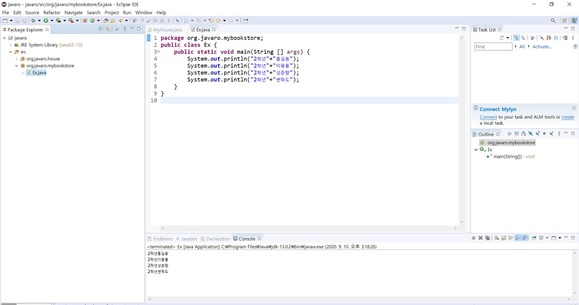 javaro - javaro/src/org/javaro/mybookstore/Ex.java - Eclipse IDE
File Edit Source Refactor Navigate Search Project Run Window Help
Package Explorer
javaro
JRE System Library [JavaSE-13]
src
org.javaro.house
org.javaro.mybookstore
Ex.java
MyHouse.java Ex.java
1 package org.javaro.mybookstore;
2 public class Ex {
3 public static void main(String [] args) {
4 System.out.println("2학년"+"홍길동");
5 System.out.println("2학년"+"이몽룡");
6 System.out.println("2학년"+"성춘향");
7 System.out.println("2학년"+"변학도");
8 }
9 }
10
Task List
Find All Activate...
Connect Mylyn
Connect to your task and ALM tools or create
a local task.
Outline
org.javaro.mybookstore
Ex
main(String[]) : void
Problems Javadoc Declaration Console
<terminated> Ex [Java Application] C:\Program Files\Java\jdk-13.0.2\bin\javaw.exe (2020. 9. 10. 오후 3:18:26)
2학년홍길동
2학년이몽룡
2학년성춘향
2학년변학도